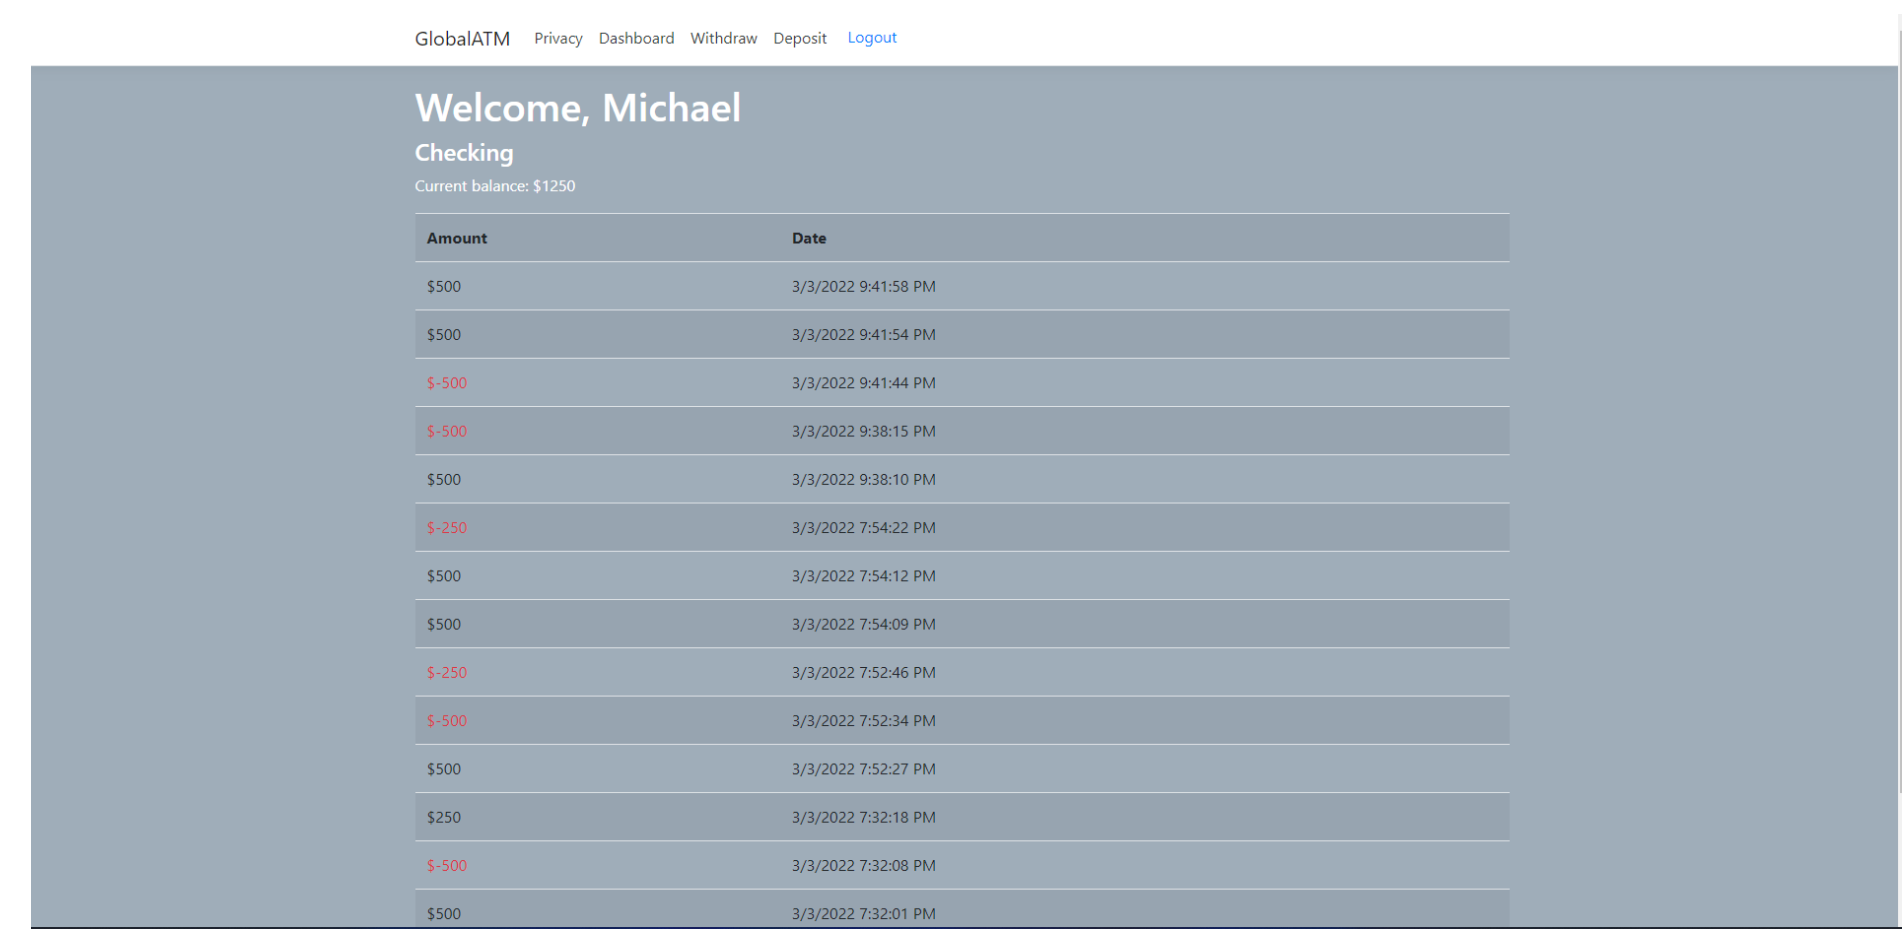 GlobalATM Privacy Dashboard Withdraw Deposit Logout
Welcome, Michael
Checking
Current balance: $1250
Amount Date
$500 3/3/2022 9:41:58 PM
$500 3/3/2022 9:41:54 PM
$-500 3/3/2022 9:41:44 PM
$-500 3/3/2022 9:38:15 PM
$500 3/3/2022 9:38:10 PM
$-250 3/3/2022 7:54:22 PM
$500 3/3/2022 7:54:12 PM
$500 3/3/2022 7:54:09 PM
$-250 3/3/2022 7:52:46 PM
$-500 3/3/2022 7:52:34 PM
$500 3/3/2022 7:52:27 PM
$250 3/3/2022 7:32:18 PM
$-500 3/3/2022 7:32:08 PM
$500 3/3/2022 7:32:01 PM